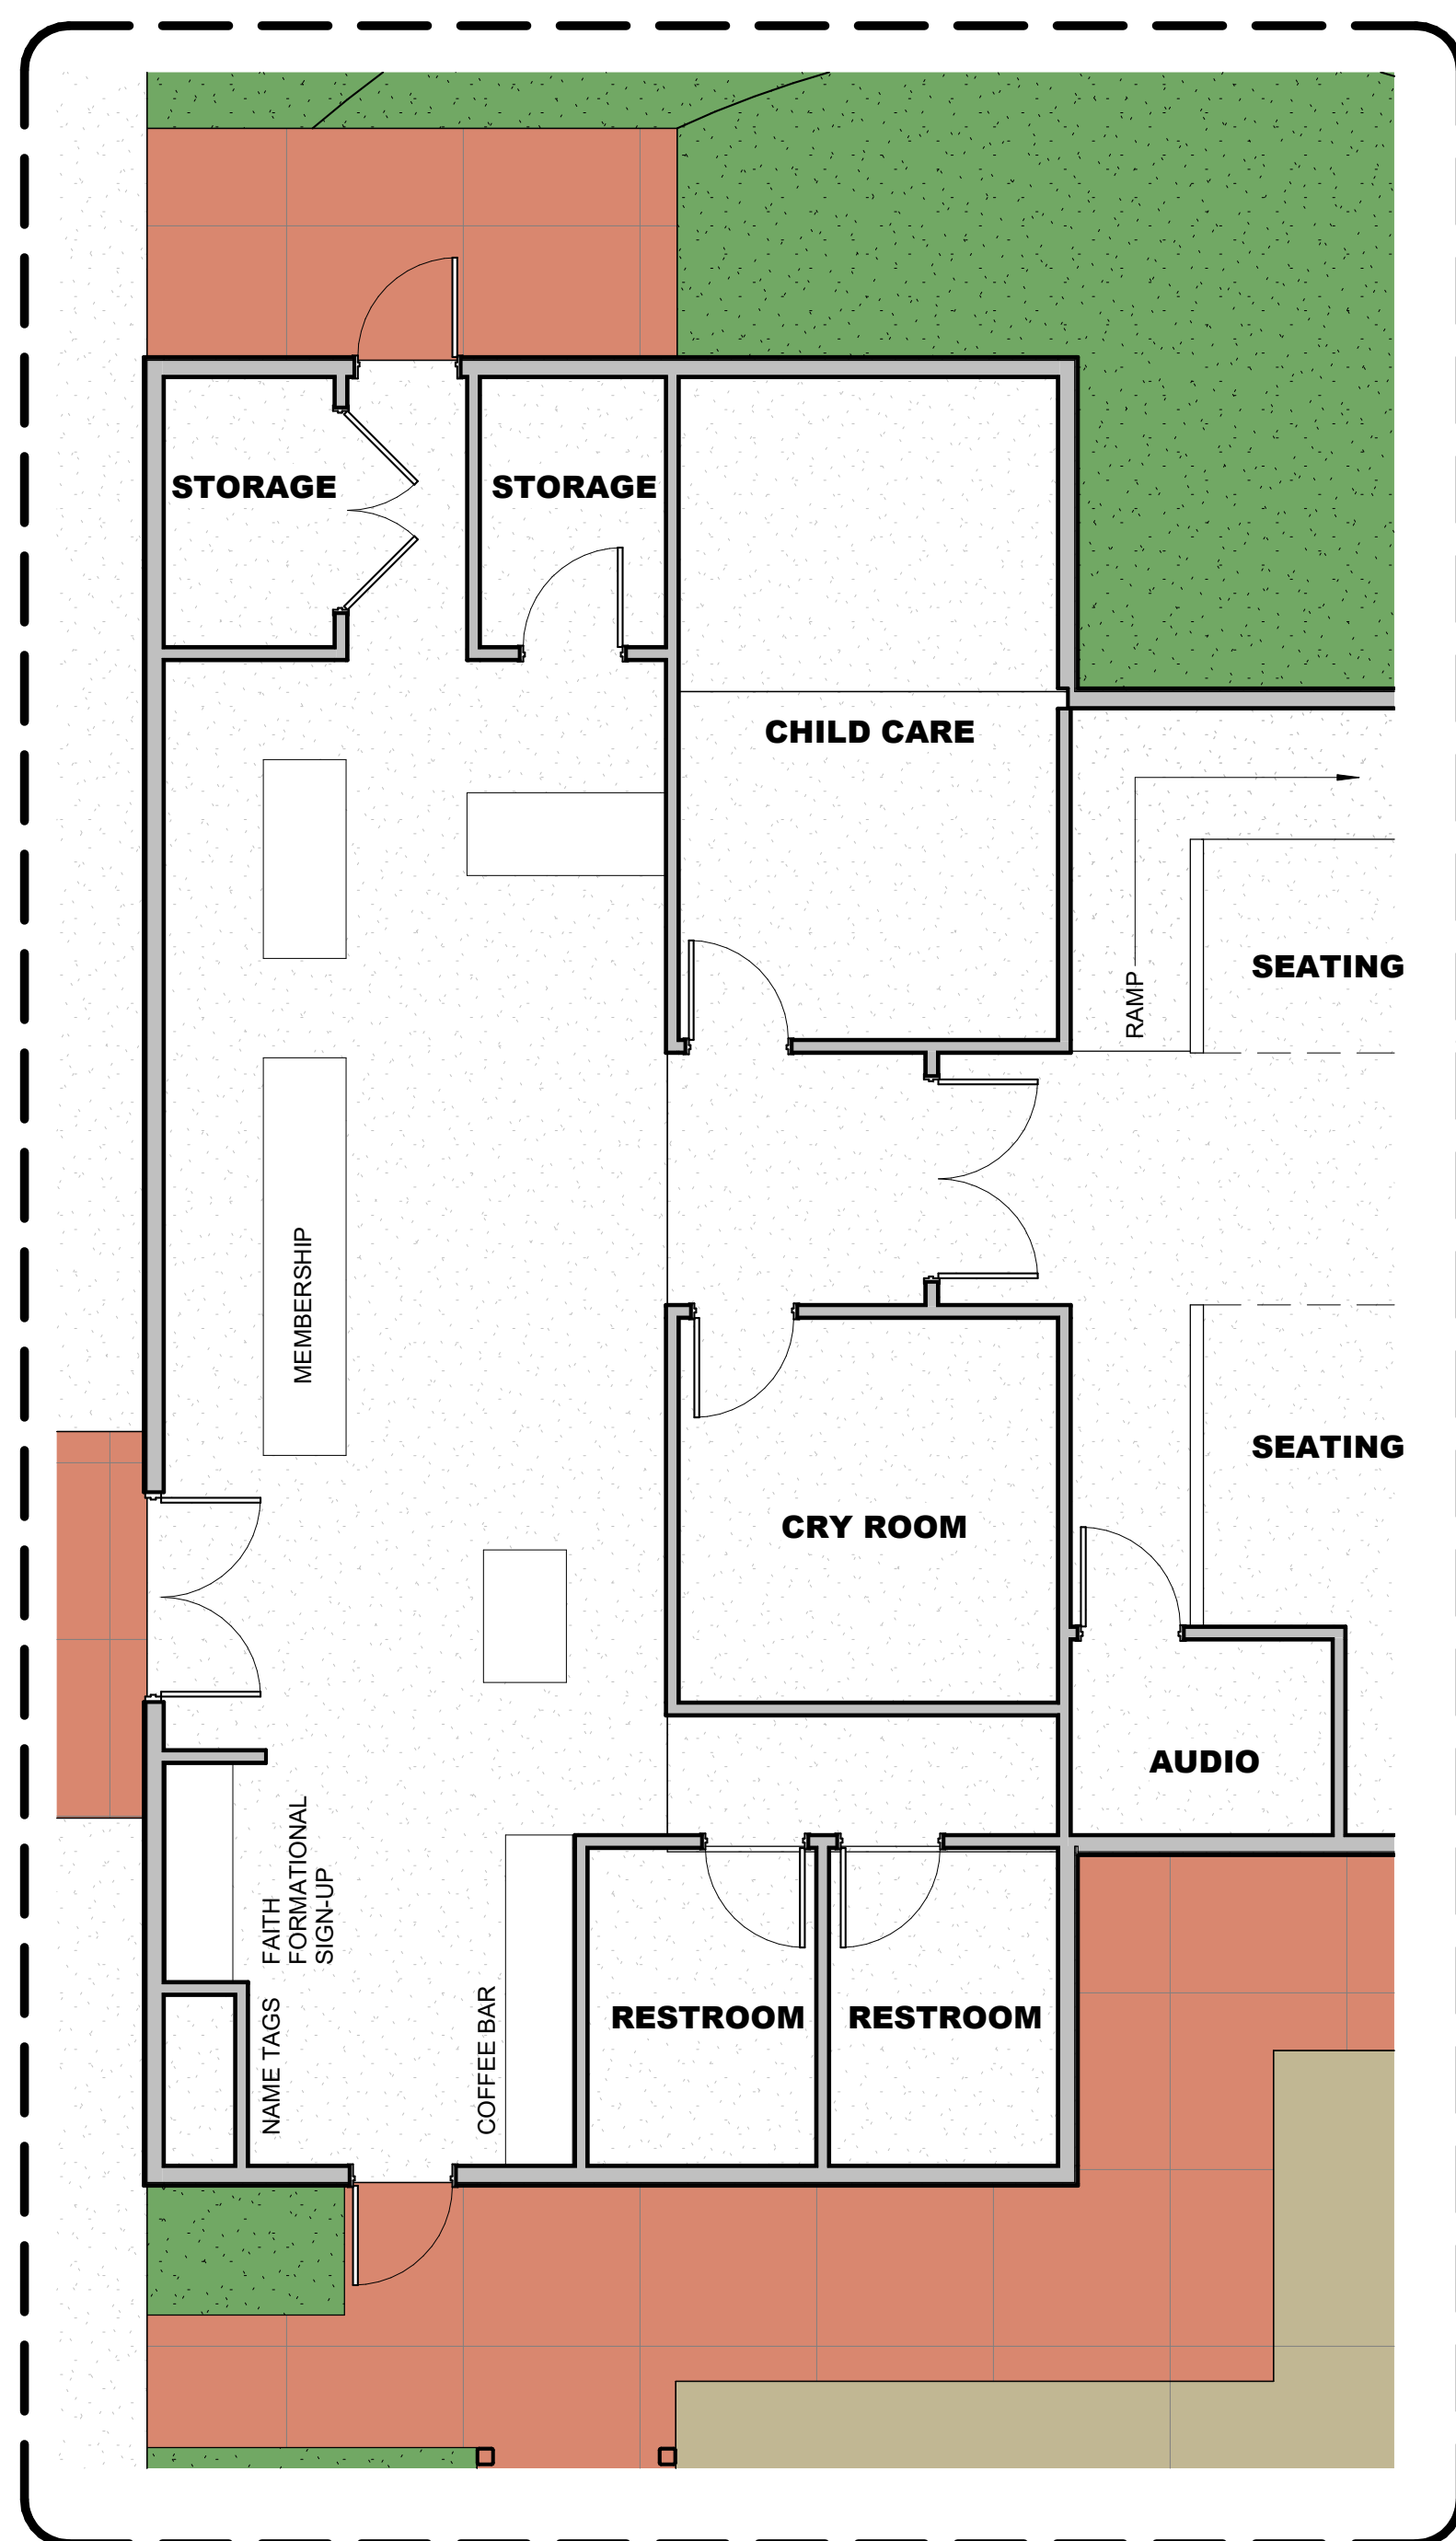 STORAGE
STORAGE
CHILD CARE
RAMP
SEATING
MEMBERSHIP
SEATING
CRY ROOM
AUDIO
FAITH
FORMATIONAL
SIGN-UP
NAME TAGS
COFFEE BAR
RESTROOM
RESTROOM